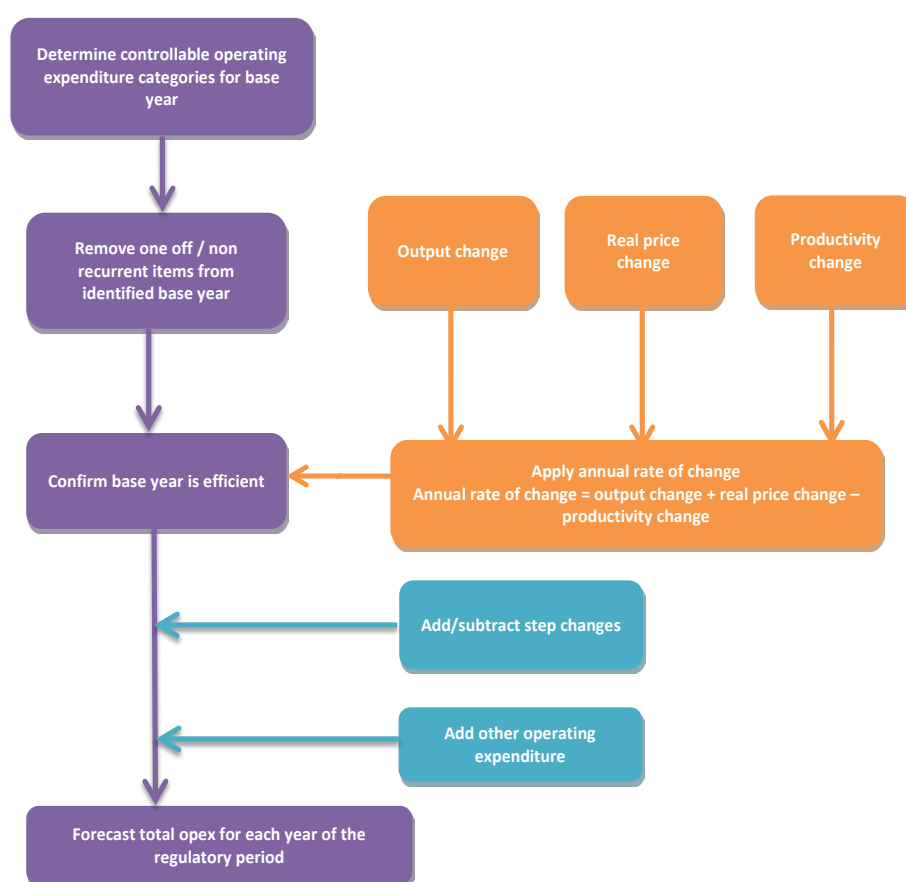 Determine controllable operating
expenditure categories for base
year
Remove one off / non
recurrent items from
identified base year
Output change
Real price
change
Productivity
change
Confirm base year is efficient
Apply annual rate of change
Annual rate of change = output change + real price change –
productivity change
Add/subtract step changes
Add other operating
expenditure
Forecast total opex for each year of the
regulatory period